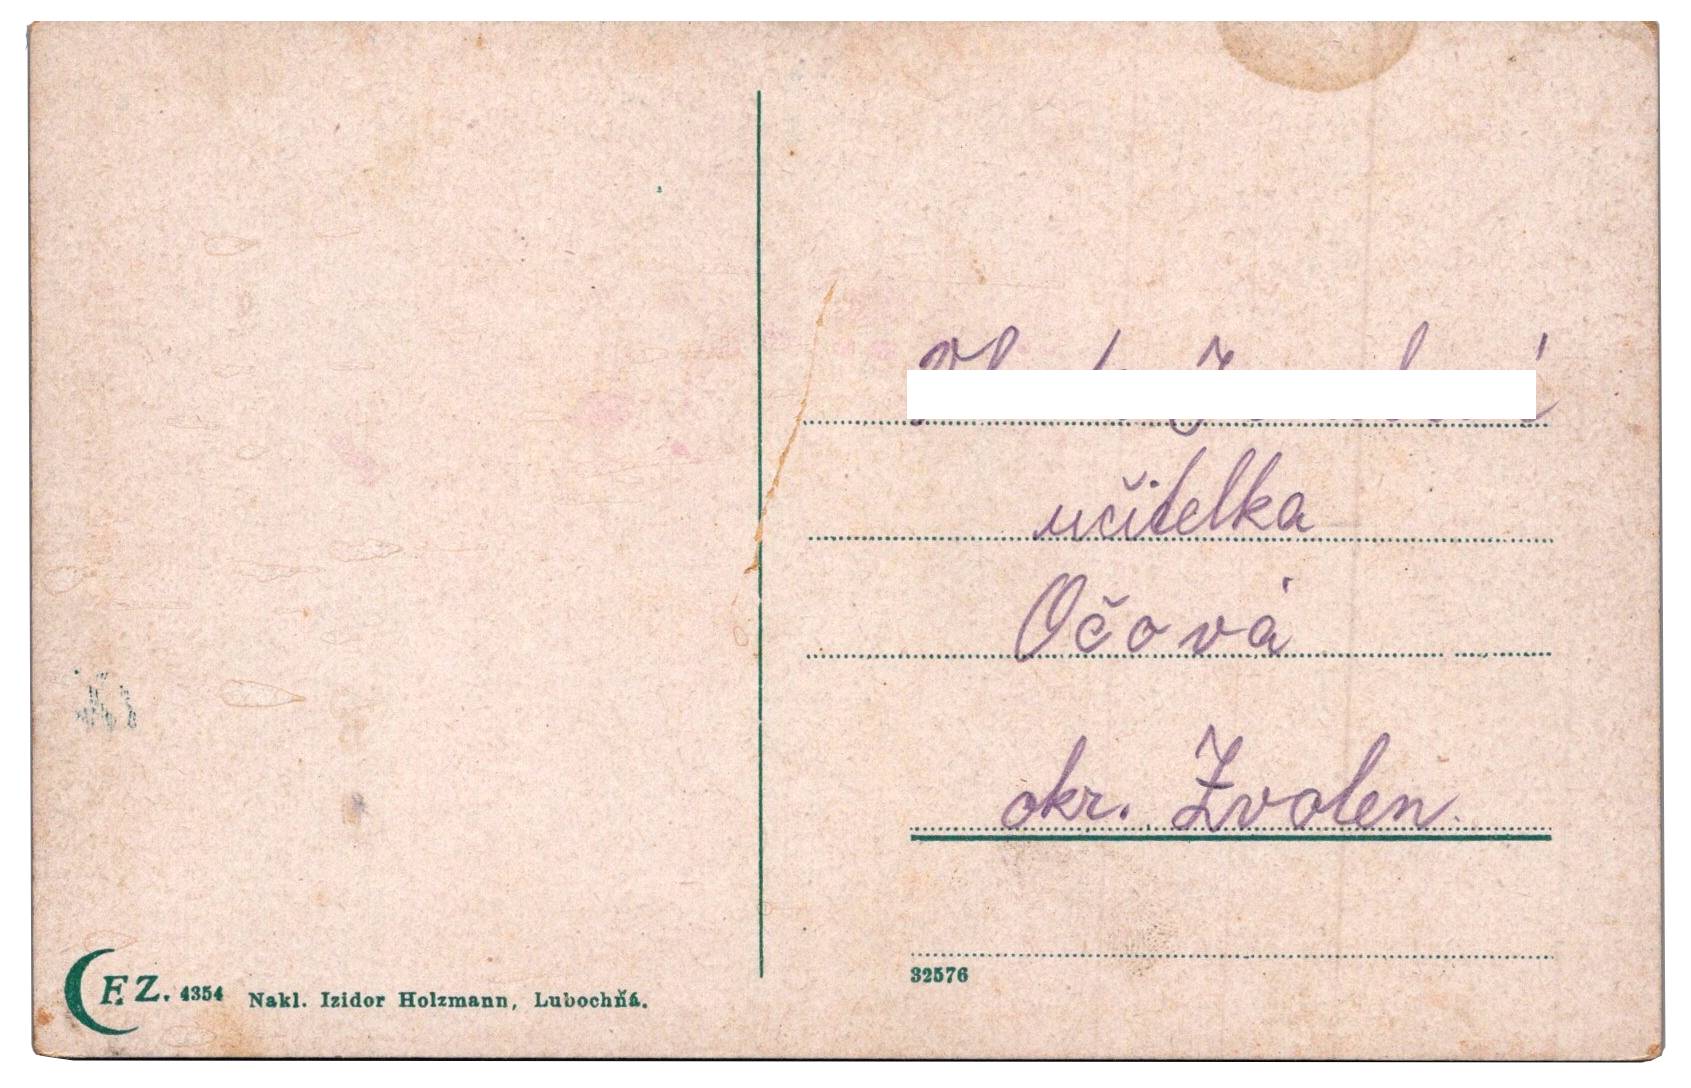 učitelka
Očová
okr. Zvolen
32576
F. Z. 4354 Nakl. Izidor Holzmann, Lubochňá.